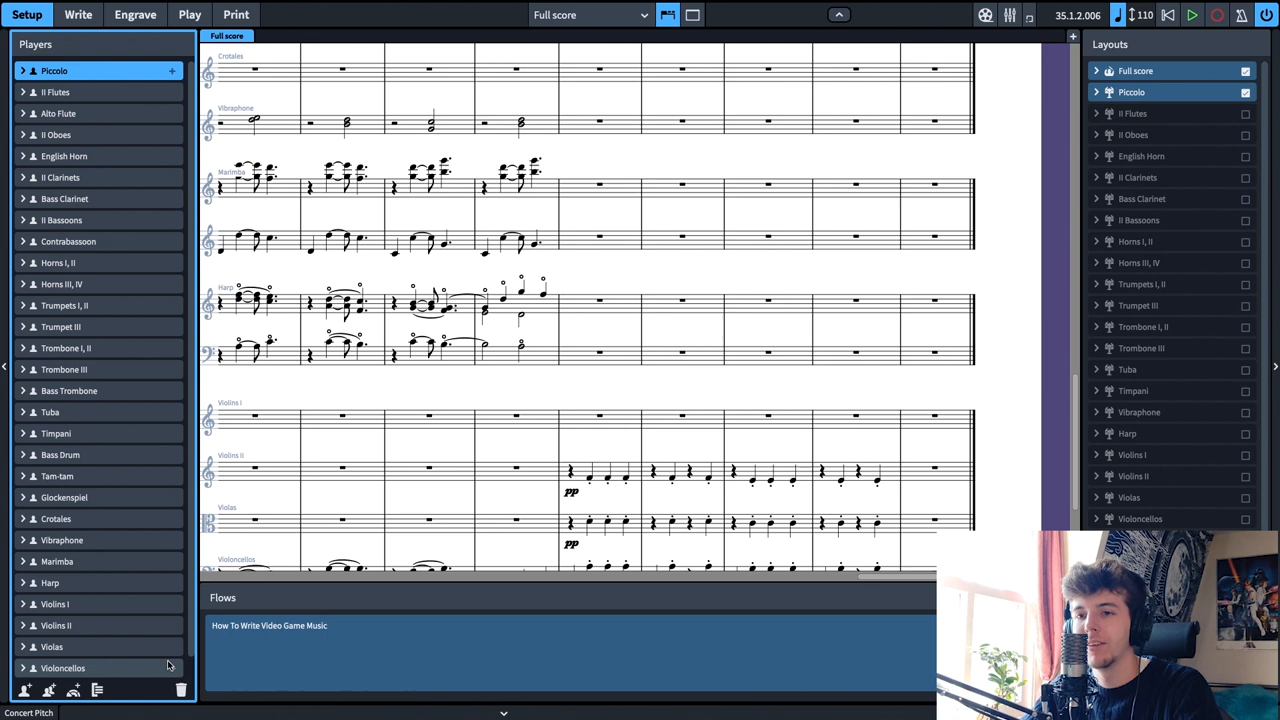 Setup
Write
Engrave
Play
Print
Full score
35.1.2.006
110
Players
Piccolo
II Flutes
Alto Flute
II Oboes
English Horn
II Clarinets
Bass Clarinet
II Bassoons
Contrabassoon
Horns I, II
Horns III, IV
Trumpets I, II
Trumpet III
Trombone I, II
Trombone III
Bass Trombone
Tuba
Timpani
Bass Drum
Tam-tam
Glockenspiel
Crotales
Vibraphone
Marimba
Harp
Violins I
Violins II
Violas
Violoncellos
Concert Pitch
Full score
Crotales
Vibraphone
Marimba
Harp
Violins I
Violins II
pp
Violas
pp
Violoncellos
Flows
How To Write Video Game Music
Layouts
Full score
Piccolo
II Flutes
II Oboes
English Horn
II Clarinets
Bass Clarinet
II Bassoons
Horns I, II
Horns III, IV
Trumpets I, II
Trumpet III
Trombone I, II
Trombone III
Tuba
Timpani
Vibraphone
Harp
Violins I
Violins II
Violas
Violoncellos